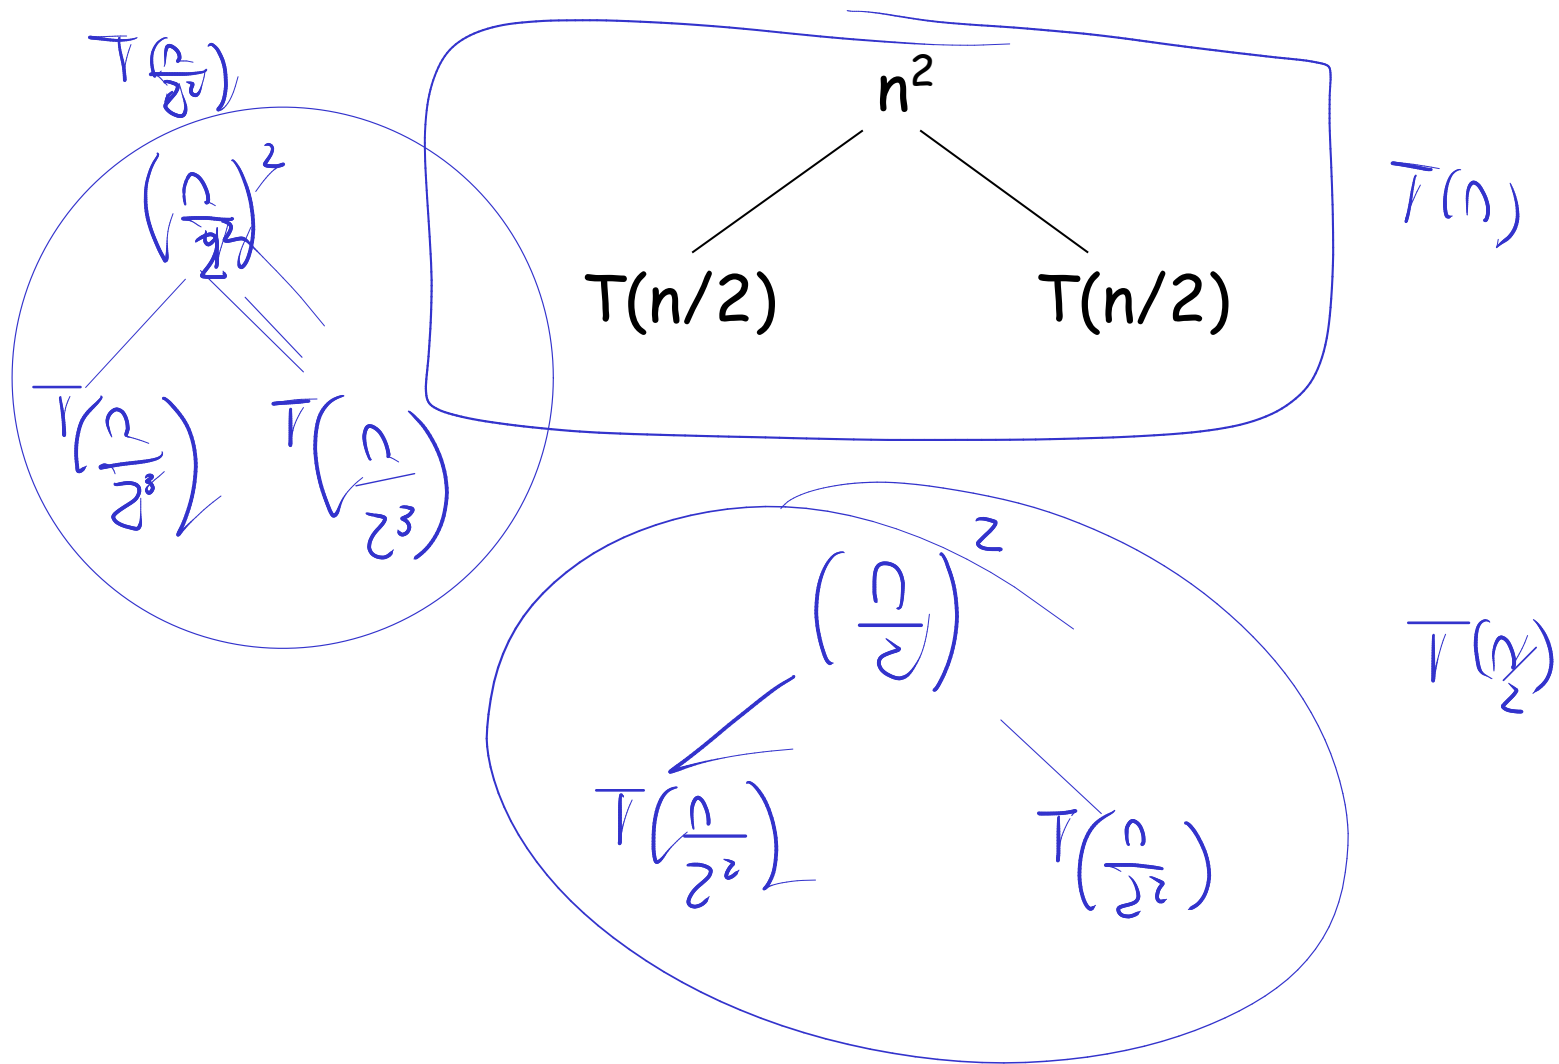 T(n/2²)
(n/2²)²
T(n/2³) T(n/2³)
n²
T(n/2) T(n/2)
T(n)
(n/2)²
T(n/2²) T(n/2²)
T(n/2)